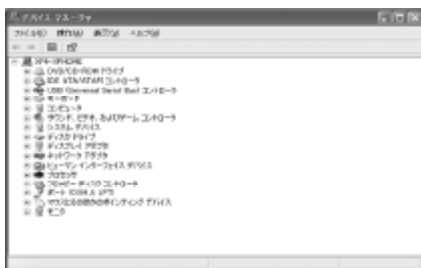 デバイス マネージャ
ファイル(F) 操作(A) 表示(V) ヘルプ(H)
DVD/CD-ROM ドライブ
IDE ATA/ATAPI コントローラ
USB (Universal Serial Bus) コントローラ
キーボード
コンピュータ
サウンド、ビデオ、およびゲーム コントローラ
システム デバイス
ディスク ドライブ
ディスプレイ アダプタ
ネットワーク アダプタ
ヒューマン インターフェイス デバイス
プロセッサ
フロッピー ディスク コントローラ
ポート (COM & LPT)
マウスとそのほかのポインティング デバイス
モニタ